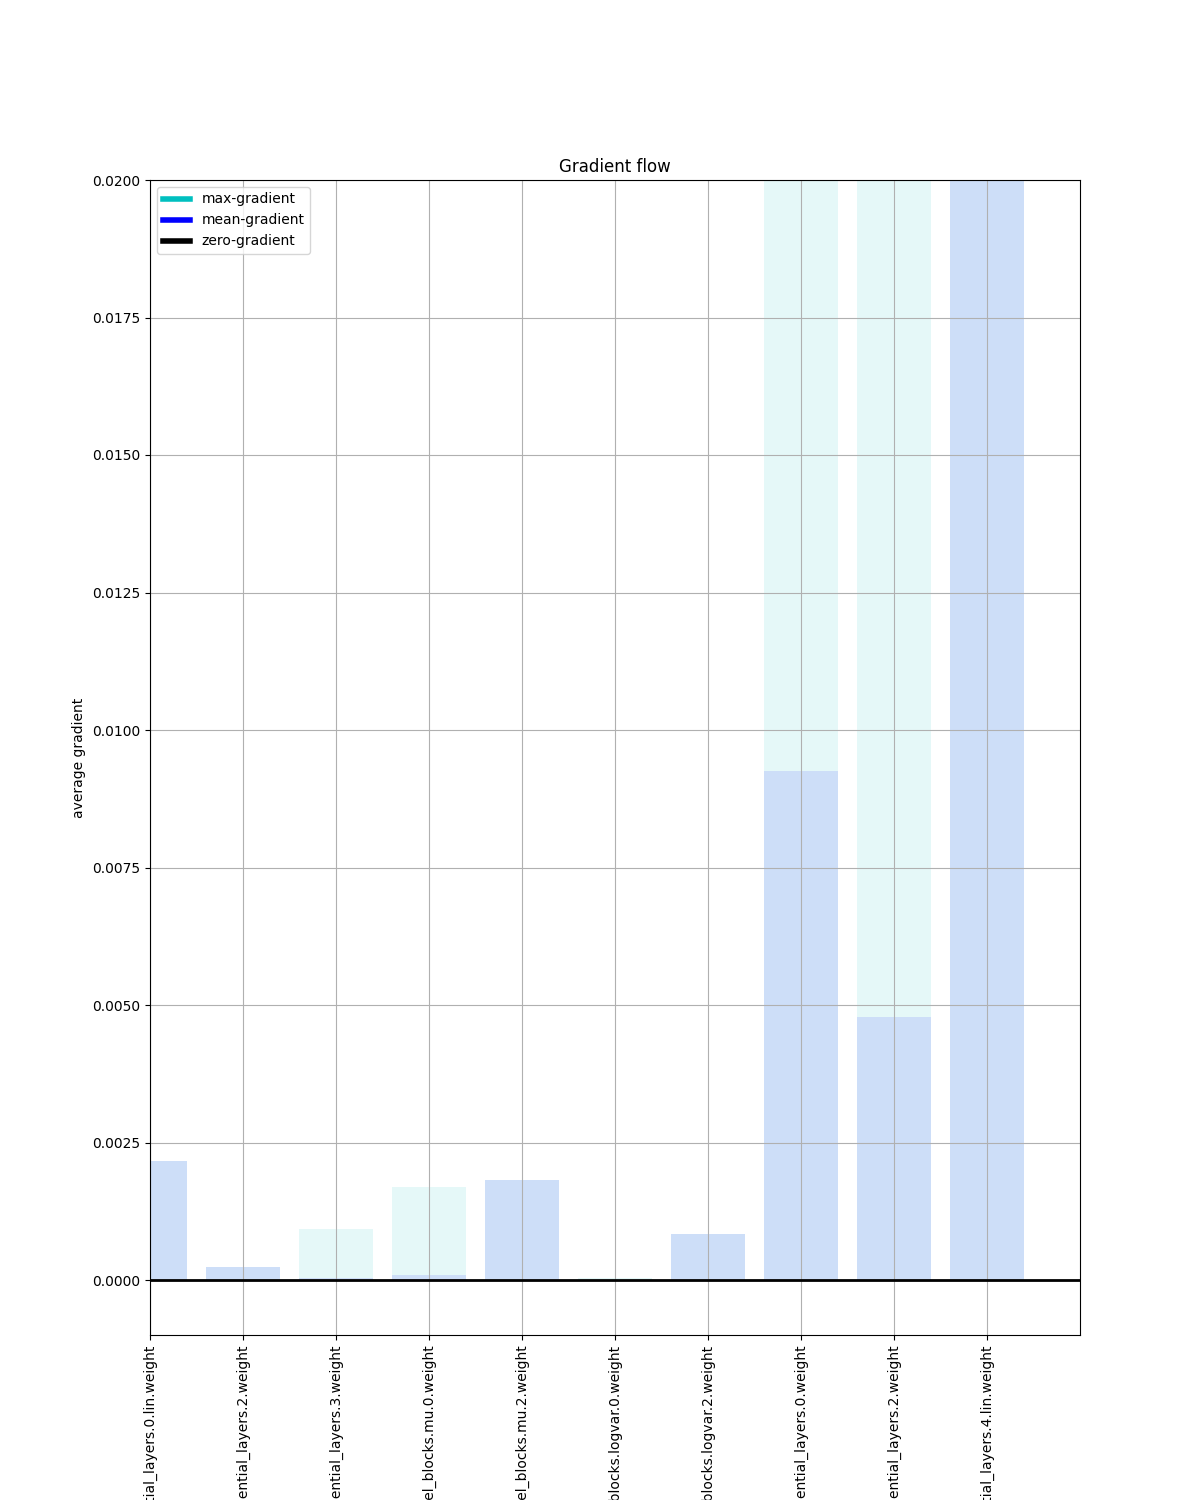 Gradient flow
max-gradient
mean-gradient
zero-gradient
0.0200
0.0175
0.0150
0.0125
0.0100
0.0075
0.0050
0.0025
0.0000
average gradient
tial_layers.0.lin.weight
ential_layers.2.weight
ential_layers.3.weight
el_blocks.mu.0.weight
el_blocks.mu.2.weight
blocks.logvar.0.weight
blocks.logvar.2.weight
ential_layers.0.weight
ential_layers.2.weight
tial_layers.4.lin.weight